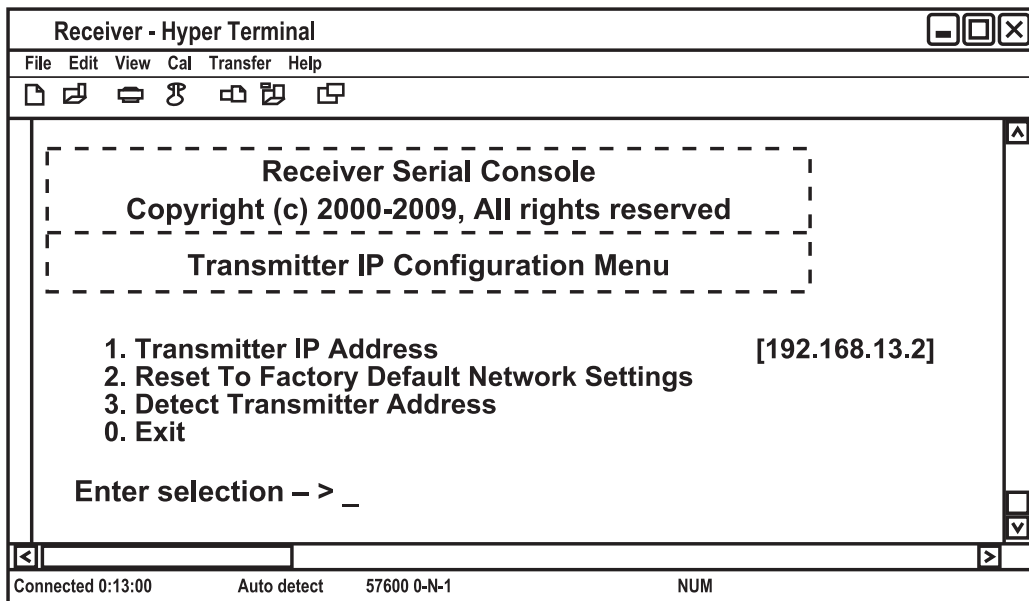 Receiver - Hyper Terminal
File Edit View Cal Transfer Help
Receiver Serial Console
Copyright (c) 2000-2009, All rights reserved
Transmitter IP Configuration Menu
1. Transmitter IP Address [192.168.13.2]
2. Reset To Factory Default Network Settings
3. Detect Transmitter Address
0. Exit
Enter selection – > _
Connected 0:13:00 Auto detect 57600 0-N-1 NUM